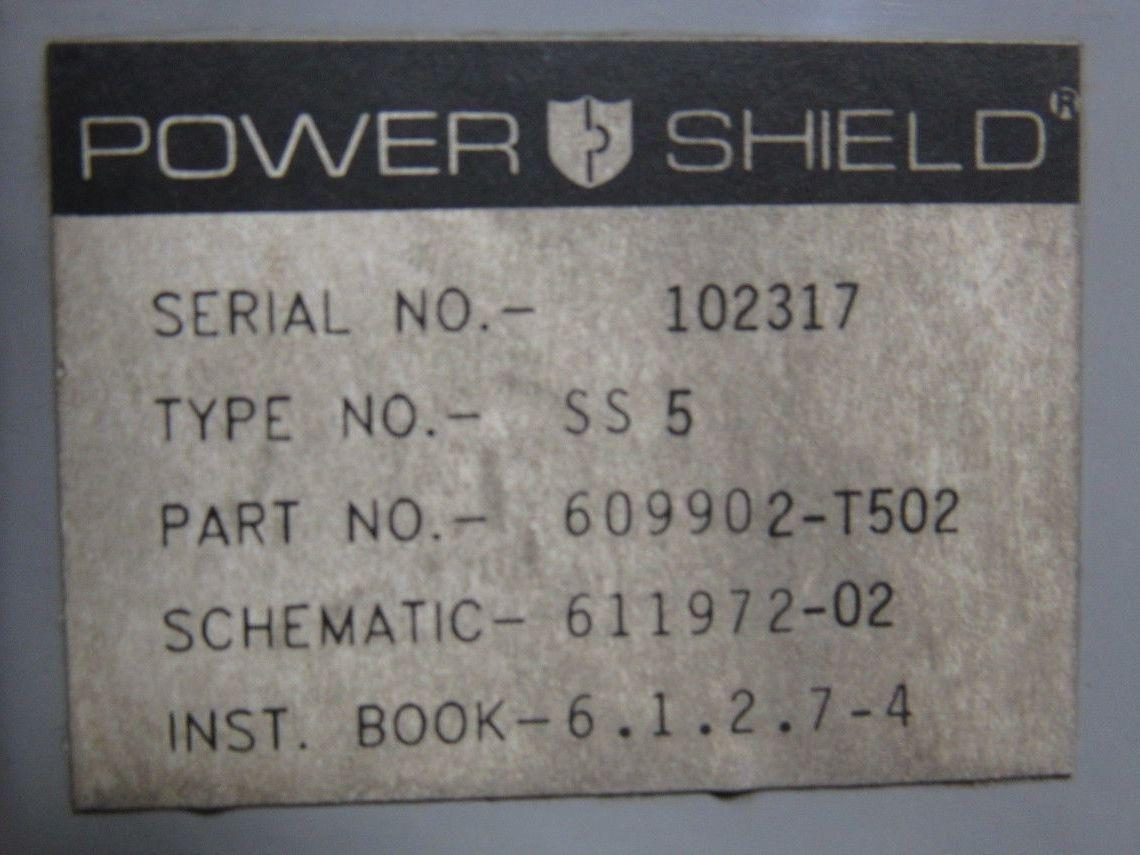 POWER SHIELD®
SERIAL NO.- 102317
TYPE NO.- SS 5
PART NO.- 609902-T502
SCHEMATIC- 611972-02
INST. BOOK-6.1.2.7-4